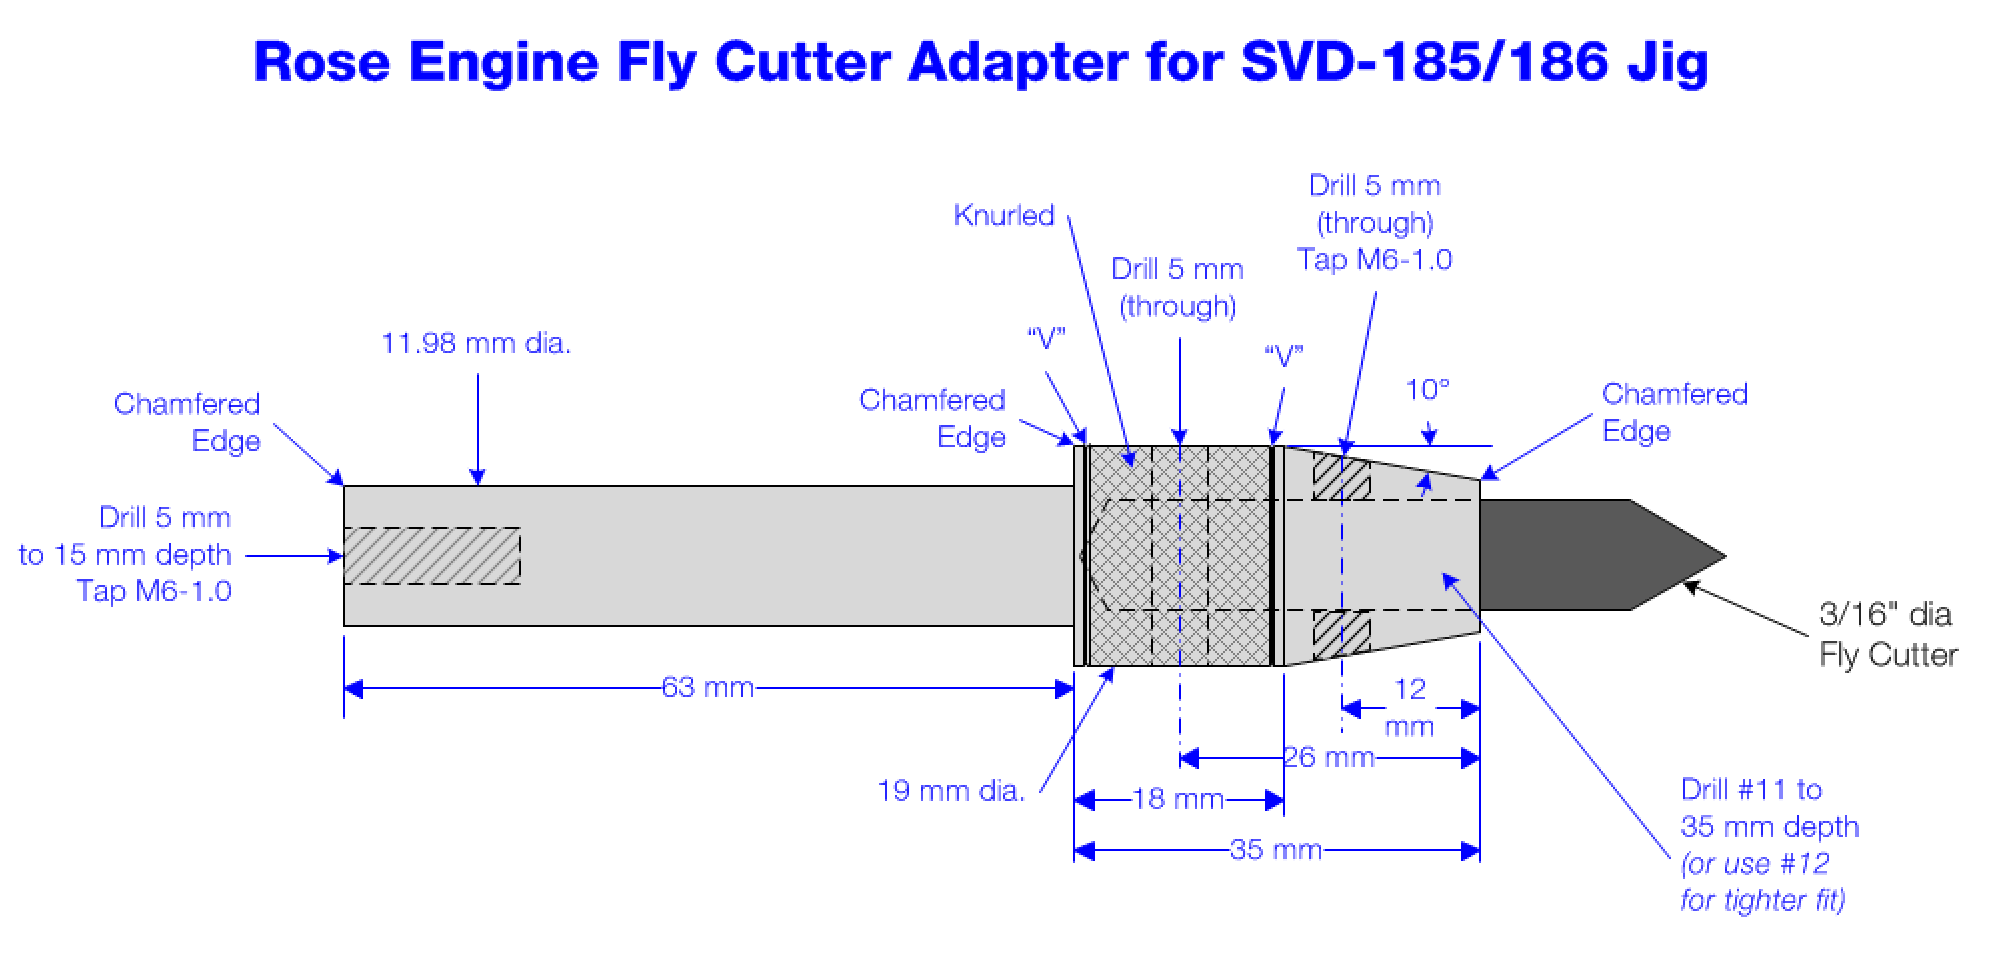 Rose Engine Fly Cutter Adapter for SVD-185/186 Jig
Drill 5 mm
(through)
Tap M6-1.0
Knurled
Drill 5 mm
(through)
“V”
“V”
11.98 mm dia.
10°
Chamfered
Edge
Chamfered
Edge
Chamfered
Edge
Drill 5 mm
to 15 mm depth
Tap M6-1.0
3/16" dia
Fly Cutter
63 mm
12
mm
26 mm
19 mm dia.
18 mm
35 mm
Drill #11 to
35 mm depth
(or use #12
for tighter fit)